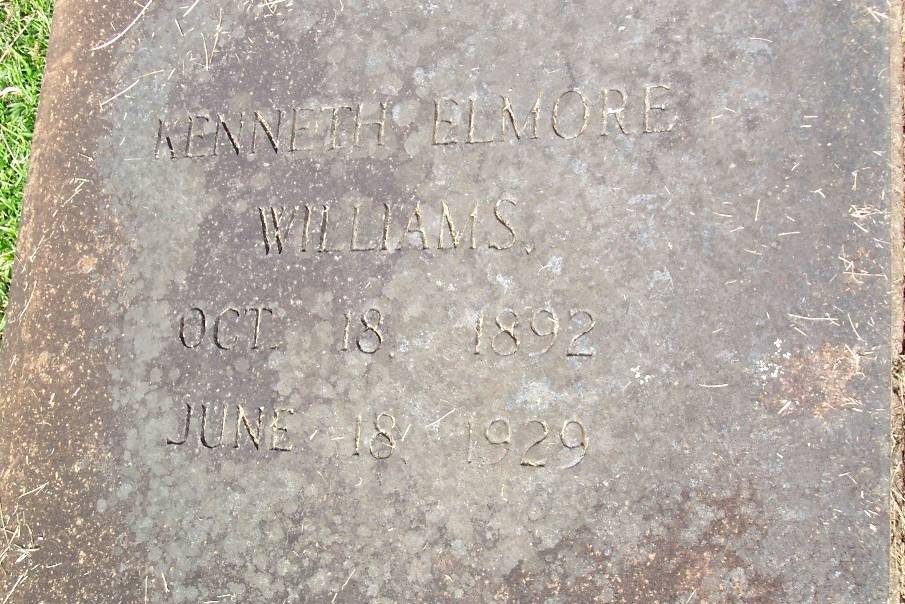 KENNETH ELMORE
WILLIAMS.
OCT. 18. 1892
JUNE 18. 1929